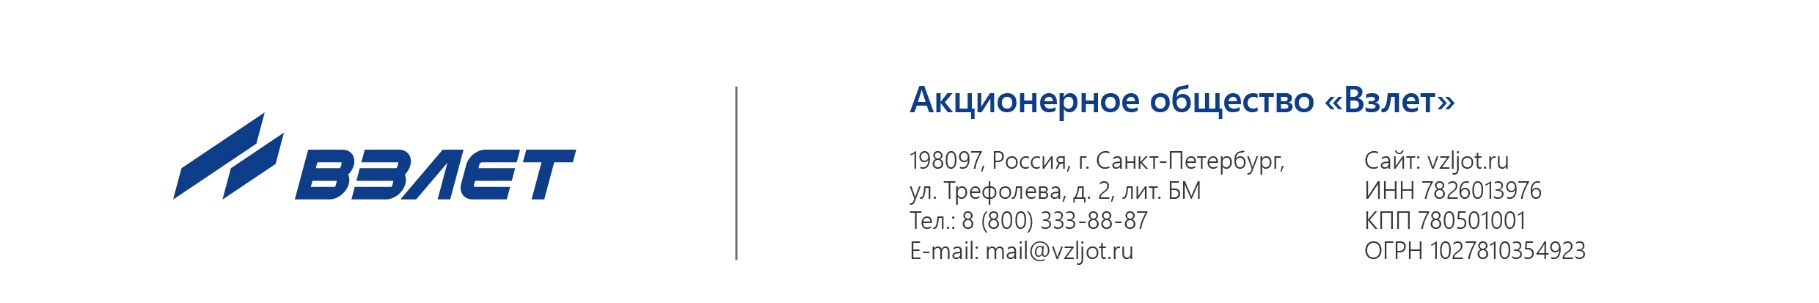 ВЗЛЕТ
Акционерное общество «Взлет»
198097, Россия, г. Санкт-Петербург,
ул. Трефолева, д. 2, лит. БМ
Тел.: 8 (800) 333-88-87
E-mail: mail@vzljot.ru
Сайт: vzljot.ru
ИНН 7826013976
КПП 780501001
ОГРН 1027810354923